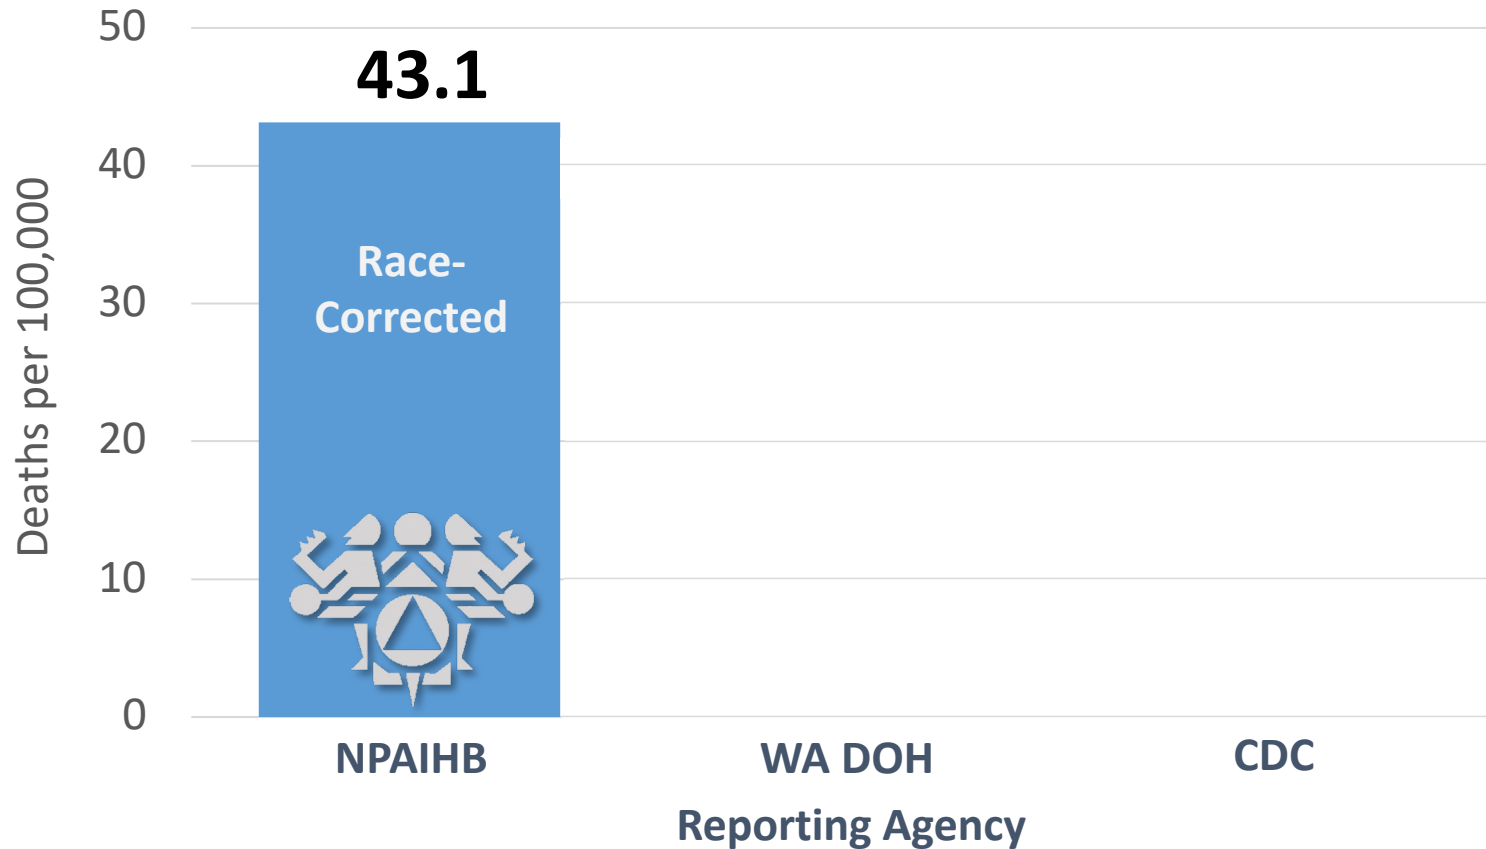 50
43.1
40
30
20
10
0
Deaths per 100,000
Race-
Corrected
NPAIHB
WA DOH
CDC
Reporting Agency